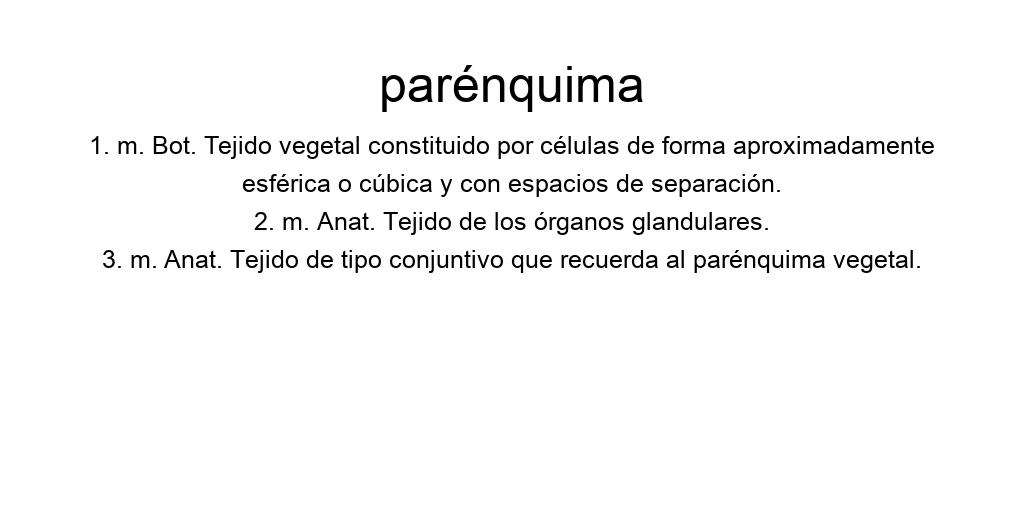 parénquima
1. m. Bot. Tejido vegetal constituido por células de forma aproximadamente
esférica o cúbica y con espacios de separación.
2. m. Anat. Tejido de los órganos glandulares.
3. m. Anat. Tejido de tipo conjuntivo que recuerda al parénquima vegetal.